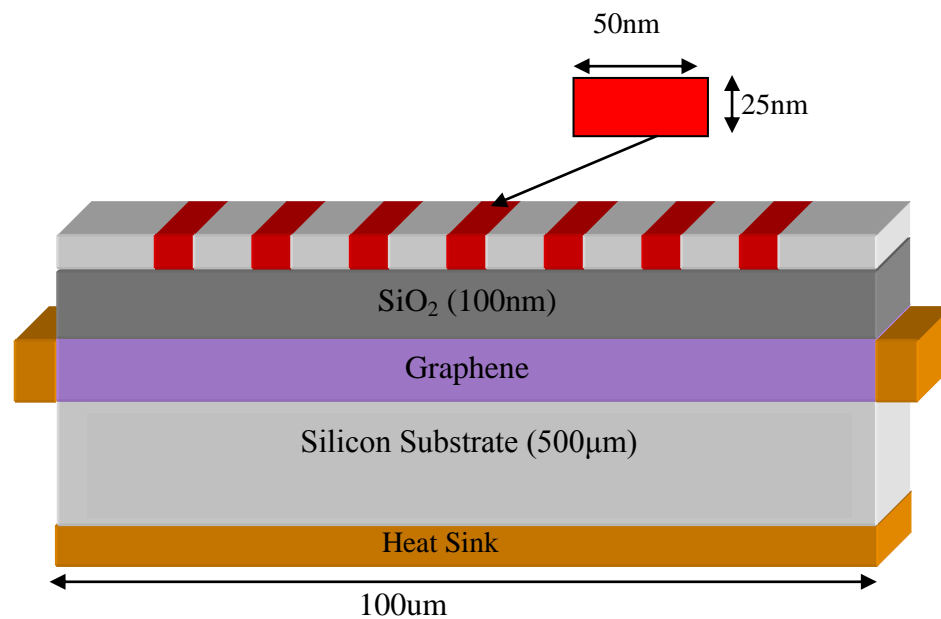 50nm
25nm
SiO₂ (100nm)
Graphene
Silicon Substrate (500μm)
Heat Sink
100um